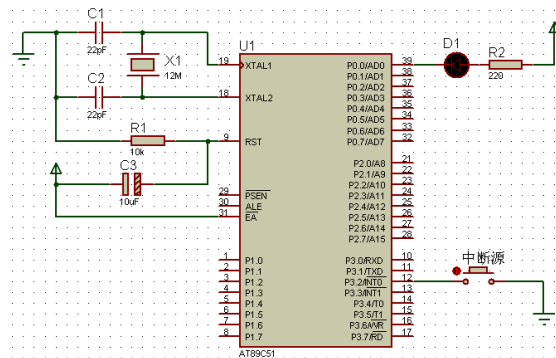 C1
22pF
X1
12M
C2
22pF
R1
10k
C3
10uF
U1
19 XTAL1
18 XTAL2
9 RST
29 PSEN
30 ALE
31 EA
1 P1.0
2 P1.1
3 P1.2
4 P1.3
5 P1.4
6 P1.5
7 P1.6
8 P1.7
P0.0/AD0 39
P0.1/AD1 38
P0.2/AD2 37
P0.3/AD3 36
P0.4/AD4 35
P0.5/AD5 34
P0.6/AD6 33
P0.7/AD7 32
P2.0/A8 21
P2.1/A9 22
P2.2/A10 23
P2.3/A11 24
P2.4/A12 25
P2.5/A13 26
P2.6/A14 27
P2.7/A15 28
P3.0/RXD 10
P3.1/TXD 11
P3.2/INT0 12
P3.3/INT1 13
P3.4/T0 14
P3.5/T1 15
P3.6/WR 16
P3.7/RD 17
AT89C51
D1
R2
220
中断源